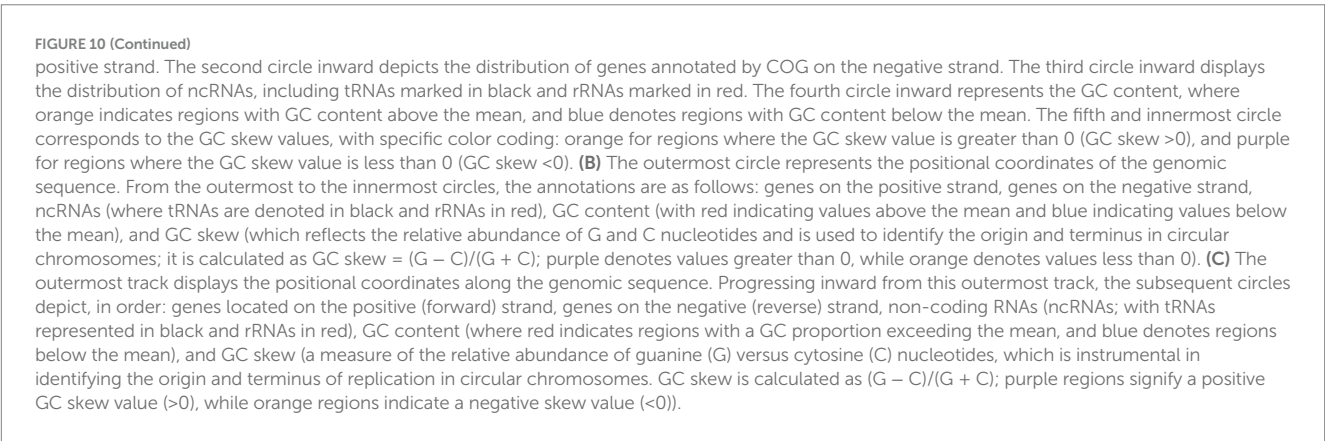 FIGURE 10 (Continued)
positive strand. The second circle inward depicts the distribution of genes annotated by COG on the negative strand. The third circle inward displays
the distribution of ncRNAs, including tRNAs marked in black and rRNAs marked in red. The fourth circle inward represents the GC content, where
orange indicates regions with GC content above the mean, and blue denotes regions with GC content below the mean. The fifth and innermost circle
corresponds to the GC skew values, with specific color coding: orange for regions where the GC skew value is greater than 0 (GC skew >0), and purple
for regions where the GC skew value is less than 0 (GC skew <0). (B) The outermost circle represents the positional coordinates of the genomic
sequence. From the outermost to the innermost circles, the annotations are as follows: genes on the positive strand, genes on the negative strand,
ncRNAs (where tRNAs are denoted in black and rRNAs in red), GC content (with red indicating values above the mean and blue indicating values below
the mean), and GC skew (which reflects the relative abundance of G and C nucleotides and is used to identify the origin and terminus in circular
chromosomes; it is calculated as GC skew = (G − C)/(G + C); purple denotes values greater than 0, while orange denotes values less than 0). (C) The
outermost track displays the positional coordinates along the genomic sequence. Progressing inward from this outermost track, the subsequent circles
depict, in order: genes located on the positive (forward) strand, genes on the negative (reverse) strand, non-coding RNAs (ncRNAs; with tRNAs
represented in black and rRNAs in red), GC content (where red indicates regions with a GC proportion exceeding the mean, and blue denotes regions
below the mean), and GC skew (a measure of the relative abundance of guanine (G) versus cytosine (C) nucleotides, which is instrumental in
identifying the origin and terminus of replication in circular chromosomes. GC skew is calculated as (G − C)/(G + C); purple regions signify a positive
GC skew value (>0), while orange regions indicate a negative skew value (<0)).